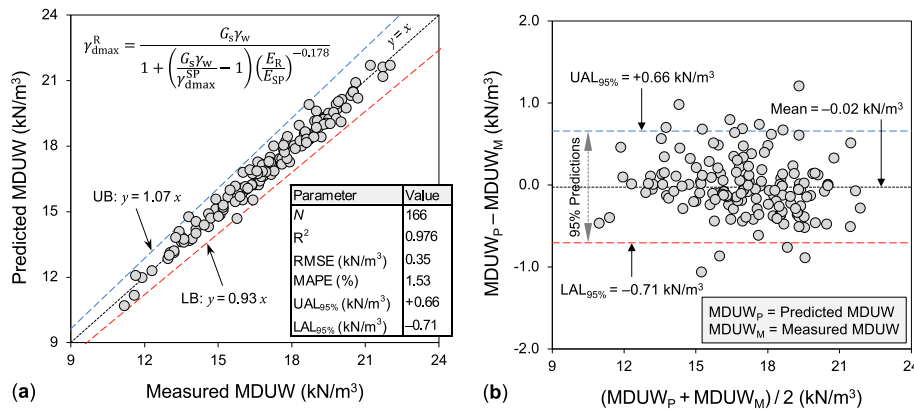 24
21
18
15
12
9
Predicted MDUW (kN/m³)
γ^R_dmax = G_sγ_w / (1 + (G_sγ_w / γ^SP_dmax − 1)(E_R / E_SP)^−0.178)
y = x
UB: y = 1.07 x
LB: y = 0.93 x
Parameter Value
N 166
R² 0.976
RMSE (kN/m³) 0.35
MAPE (%) 1.53
UAL95% (kN/m³) +0.66
LAL95% (kN/m³) −0.71
9 12 15 18 21 24
(a) Measured MDUW (kN/m³)
2.0
1.0
0.0
-1.0
-2.0
MDUW_P – MDUW_M (kN/m³)
UAL95% = +0.66 kN/m³
Mean = −0.02 kN/m³
95% Predictions
LAL95% = −0.71 kN/m³
MDUW_P = Predicted MDUW
MDUW_M = Measured MDUW
9 12 15 18 21 24
(b) (MDUW_P + MDUW_M) / 2 (kN/m³)